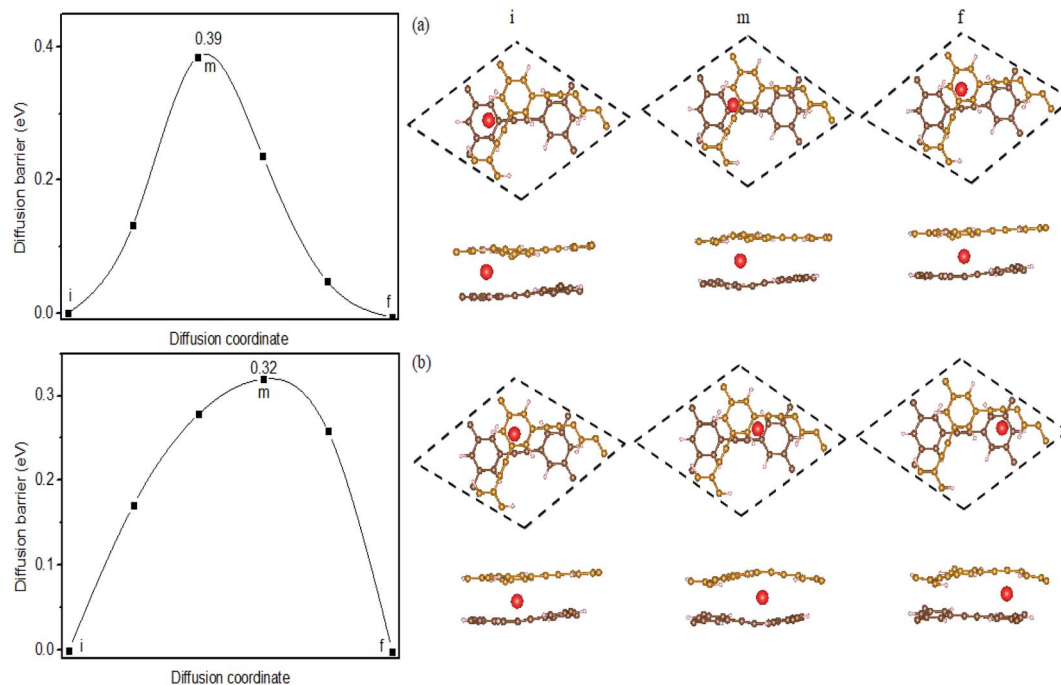 (a)
i
m
f
Diffusion barrier (eV)
0.4
0.2
0.0
0.39
m
i
f
Diffusion coordinate
(b)
Diffusion barrier (eV)
0.3
0.2
0.1
0.0
0.32
m
i
f
Diffusion coordinate